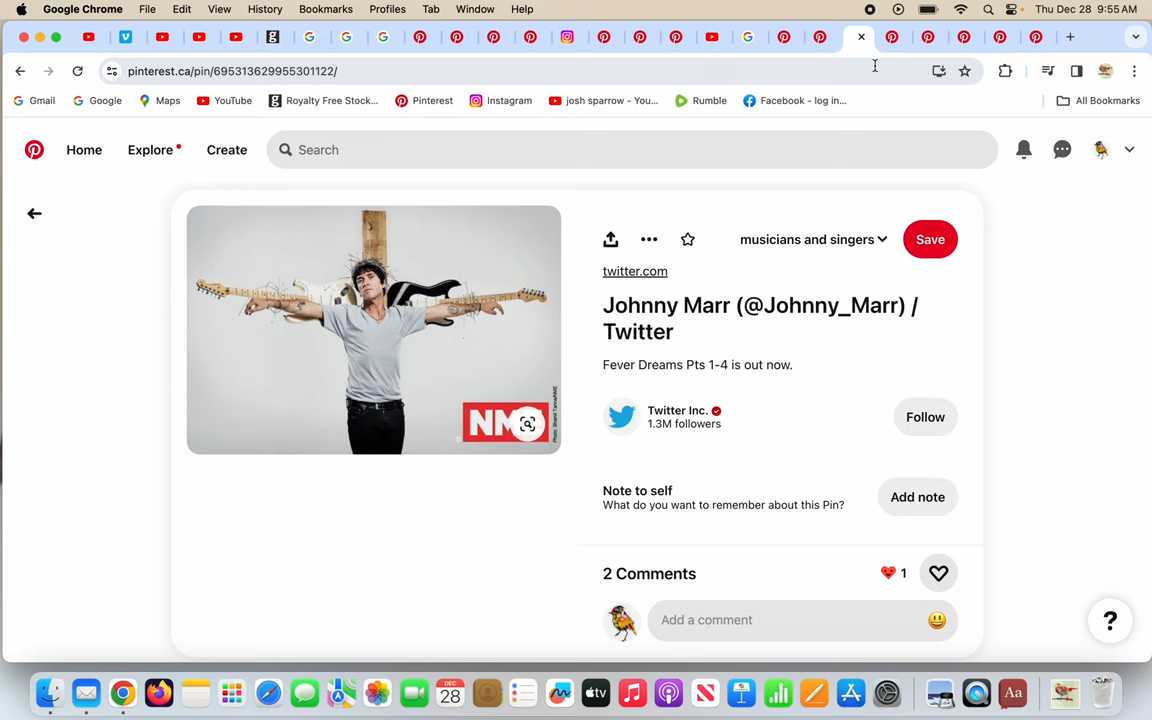 Google Chrome File Edit View History Bookmarks Profiles Tab Window Help Thu Dec 28 9:55 AM
pinterest.ca/pin/695313629955301122/
Gmail Google Maps YouTube Royalty Free Stock... Pinterest Instagram josh sparrow - You... Rumble Facebook - log in... All Bookmarks
Home Explore Create Search
musicians and singers Save
twitter.com
Johnny Marr (@Johnny_Marr) /
Twitter
Fever Dreams Pts 1-4 is out now.
Twitter Inc.
1.3M followers
Follow
Note to self
What do you want to remember about this Pin?
Add note
2 Comments
1
Add a comment
?
DEC
28
Aa